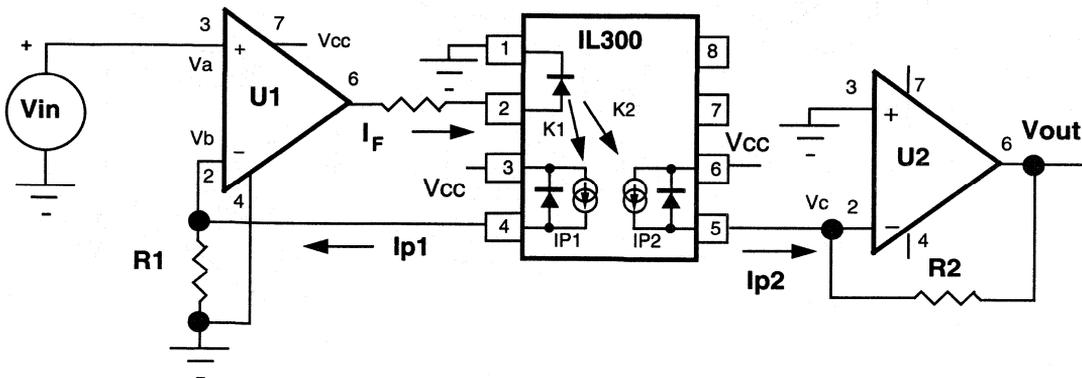 3
7
Vcc
+
+
Va
6
U1
Vin
Vb
−
2
4
I_F
R1
Ip1
IL300
1
2
3
4
8
7
6
5
K1
K2
Vcc
Vcc
IP1
IP2
Ip2
3
7
+
U2
6
Vout
Vc
2
−
4
R2